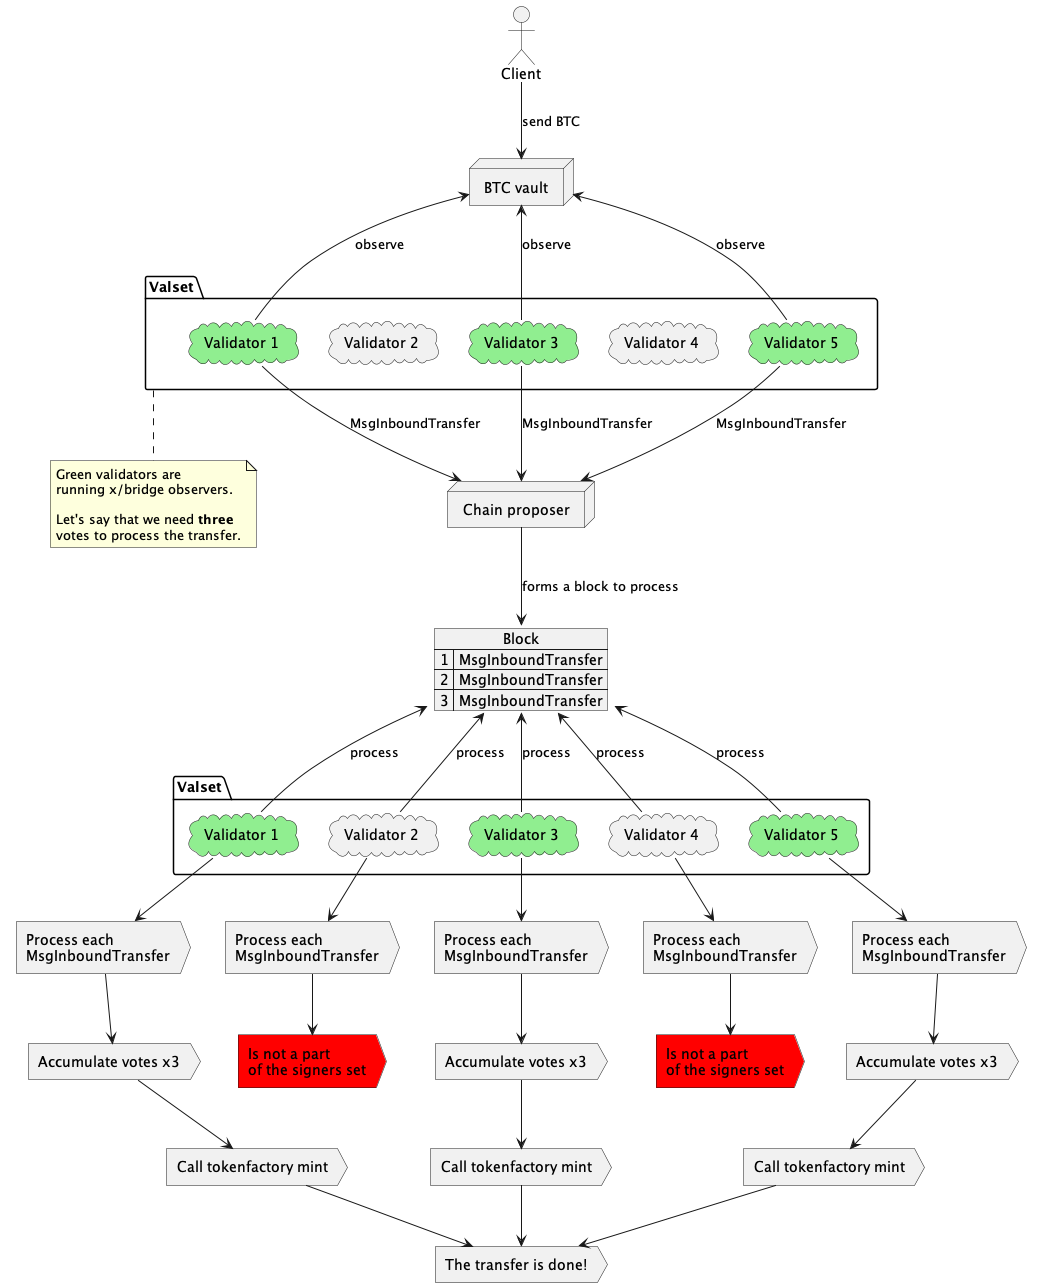 Client
send BTC
BTC vault
observe
observe
observe
Valset
Validator 1
Validator 2
Validator 3
Validator 4
Validator 5
MsgInboundTransfer
MsgInboundTransfer
MsgInboundTransfer
Green validators are
running x/bridge observers.
Let's say that we need three
votes to process the transfer.
Chain proposer
forms a block to process
Block
1 MsgInboundTransfer
2 MsgInboundTransfer
3 MsgInboundTransfer
process
process
process
process
process
Valset
Validator 1
Validator 2
Validator 3
Validator 4
Validator 5
Process each
MsgInboundTransfer
Process each
MsgInboundTransfer
Process each
MsgInboundTransfer
Process each
MsgInboundTransfer
Process each
MsgInboundTransfer
Accumulate votes x3
Is not a part
of the signers set
Accumulate votes x3
Is not a part
of the signers set
Accumulate votes x3
Call tokenfactory mint
Call tokenfactory mint
Call tokenfactory mint
The transfer is done!